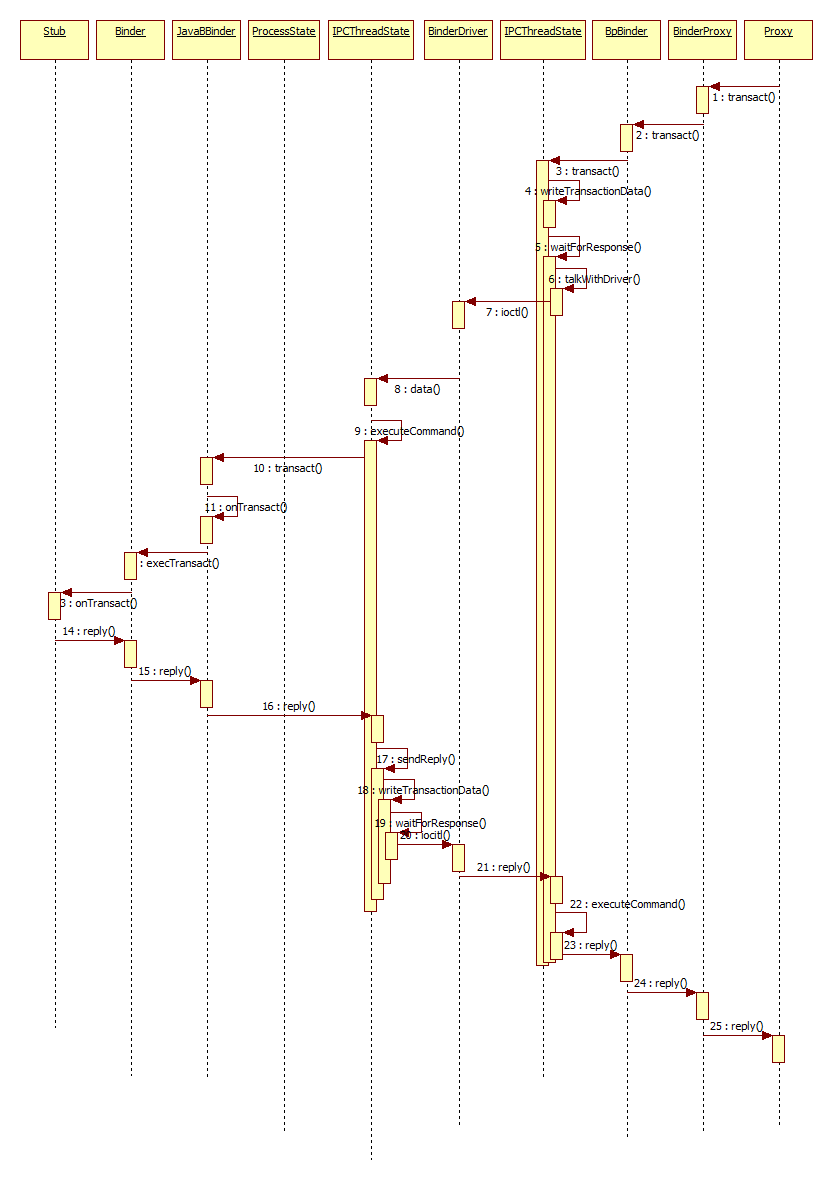 Stub Binder JavaBBinder ProcessState IPCThreadState BinderDriver IPCThreadState BpBinder BinderProxy Proxy
1 : transact()
2 : transact()
3 : transact()
4 : writeTransactionData()
5 : waitForResponse()
6 : talkWithDriver()
7 : ioctl()
8 : data()
9 : executeCommand()
10 : transact()
11 : onTransact()
: execTransact()
3 : onTransact()
14 : reply()
15 : reply()
16 : reply()
17 : sendReply()
18 : writeTransactionData()
19 : waitForResponse()
20 : iocitl()
21 : reply()
22 : executeCommand()
23 : reply()
24 : reply()
25 : reply()